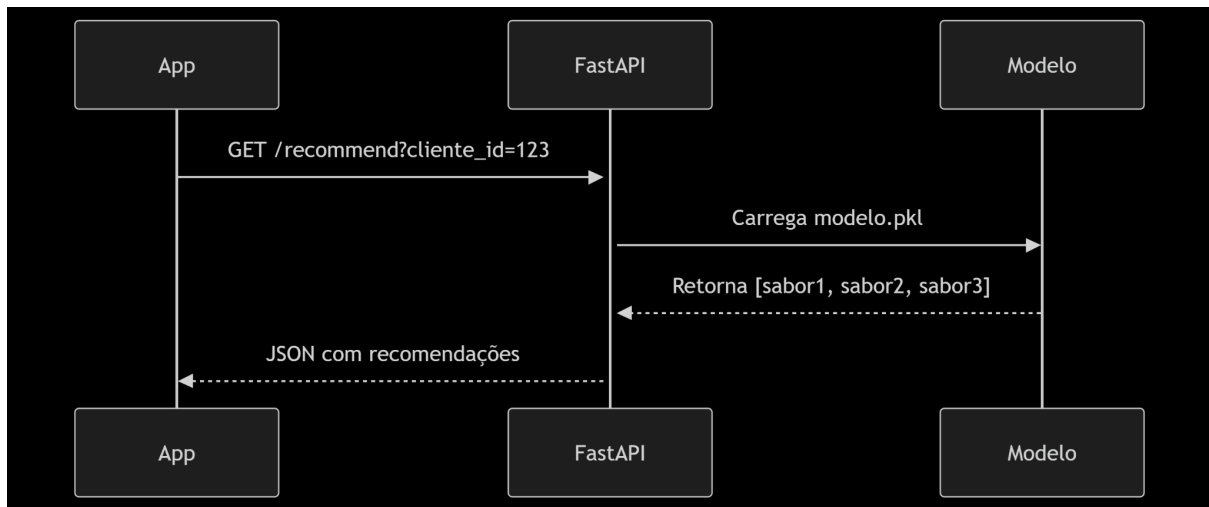 App
FastAPI
Modelo
GET /recommend?cliente_id=123
Carrega modelo.pkl
Retorna [sabor1, sabor2, sabor3]
JSON com recomendações
App
FastAPI
Modelo